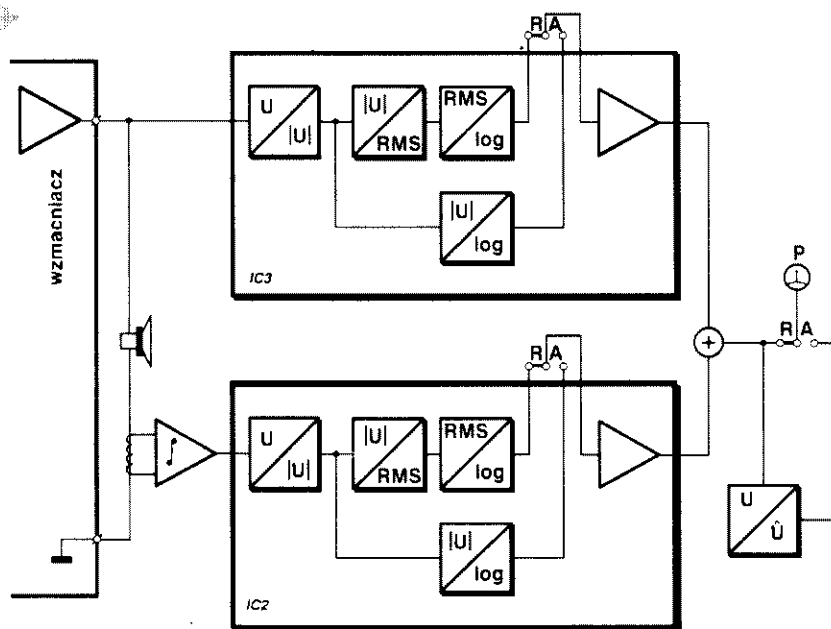 R A
U
|U|
|U|
RMS
RMS
log
wzmacniacz
|U|
log
IC3
P
R A
+
R A
U
|U|
|U|
RMS
RMS
log
∫
U
Û
|U|
log
IC2